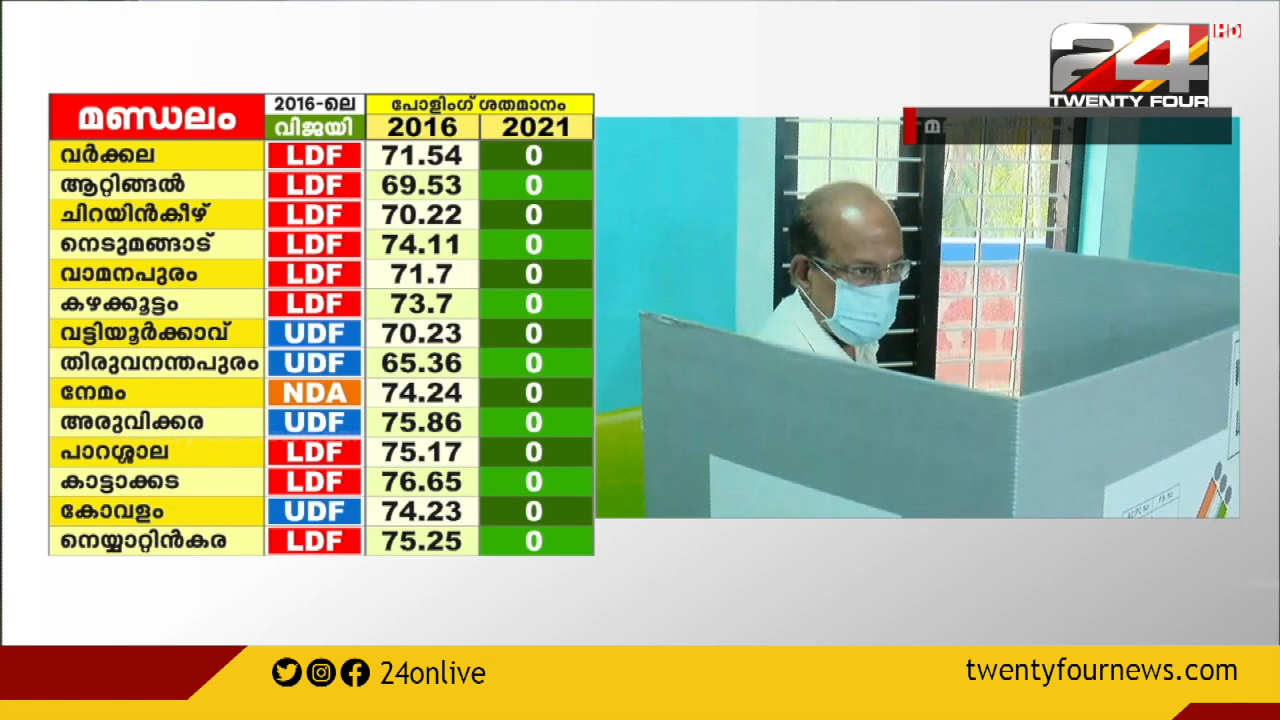 24
HD
TWENTY FOUR
മണ്ഡലം 2016-ലെ വിജയി പോളിംഗ് ശതമാനം 2016 2021
വർക്കല LDF 71.54 0
ആറ്റിങ്ങൽ LDF 69.53 0
ചിറയിൻകീഴ് LDF 70.22 0
നെടുമങ്ങാട് LDF 74.11 0
വാമനപുരം LDF 71.7 0
കഴക്കൂട്ടം LDF 73.7 0
വട്ടിയൂർക്കാവ് UDF 70.23 0
തിരുവനന്തപുരം UDF 65.36 0
നേമം NDA 74.24 0
അരുവിക്കര UDF 75.86 0
പാറശ്ശാല LDF 75.17 0
കാട്ടാക്കട LDF 76.65 0
കോവളം UDF 74.23 0
നെയ്യാറ്റിൻകര LDF 75.25 0
24onlive
twentyfournews.com